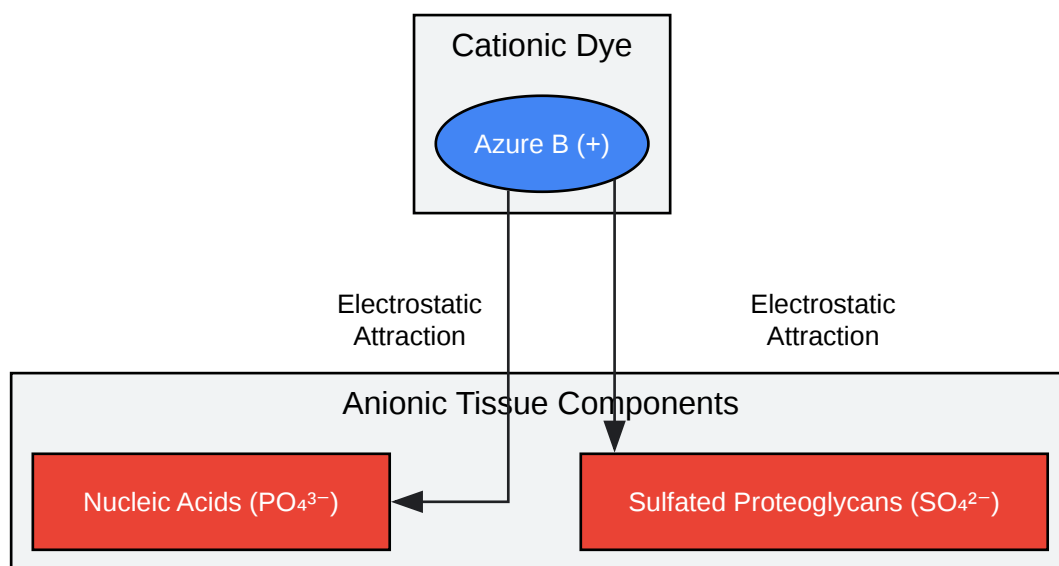 Cationic Dye
Azure B (+)
Electrostatic
Attraction
Electrostatic
Attraction
Anionic Tissue Components
Nucleic Acids (PO₄³⁻)
Sulfated Proteoglycans (SO₄²⁻)